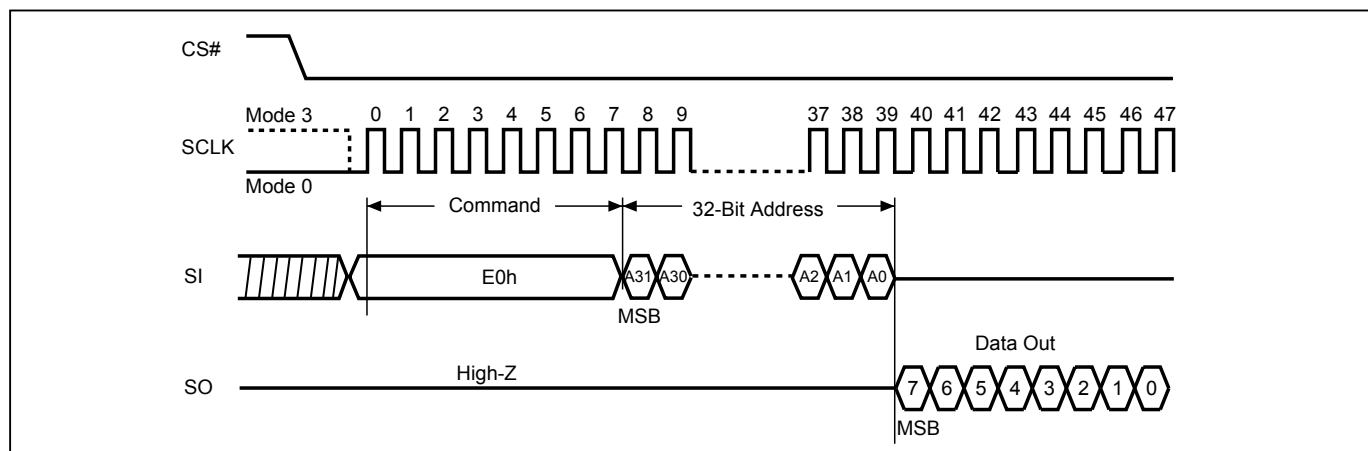 CS#
Mode 3
0 1 2 3 4 5 6 7 8 9 37 38 39 40 41 42 43 44 45 46 47
SCLK
Mode 0
Command 32-Bit Address
SI E0h A31 A30 A2 A1 A0
MSB
Data Out
High-Z
SO 7 6 5 4 3 2 1 0
MSB